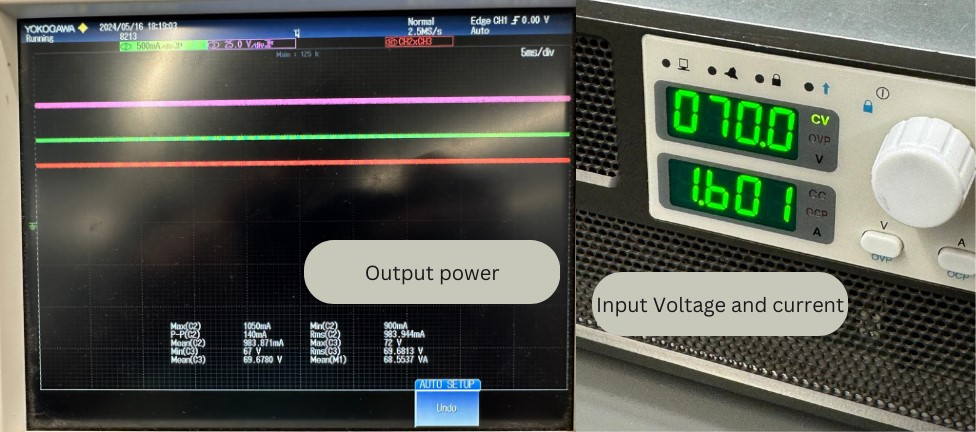 YOKOGAWA 2024/05/16 18:19:03
Running 8213
Normal
2.5MS/s
Edge CH1 0.00 V
Auto
500mA 25.0 V/div
CH2xCH3
Main : 125 k
5ms/div
Output power
Max(C2) 1050mA Min(C2) 900mA
P-P(C2) 140mA Rms(C2) 983.944mA
Mean(C2) 983.871mA Max(C3) 72 V
Min(C3) 67 V Rms(C3) 69.6813 V
Mean(C3) 69.6780 V Mean(M1) 68.5537 VA
AUTO SETUP
Undo
070.0
CV
OVP
V
1.601
CC
OCP
A
V
OVP
A
OCP
Input Voltage and current